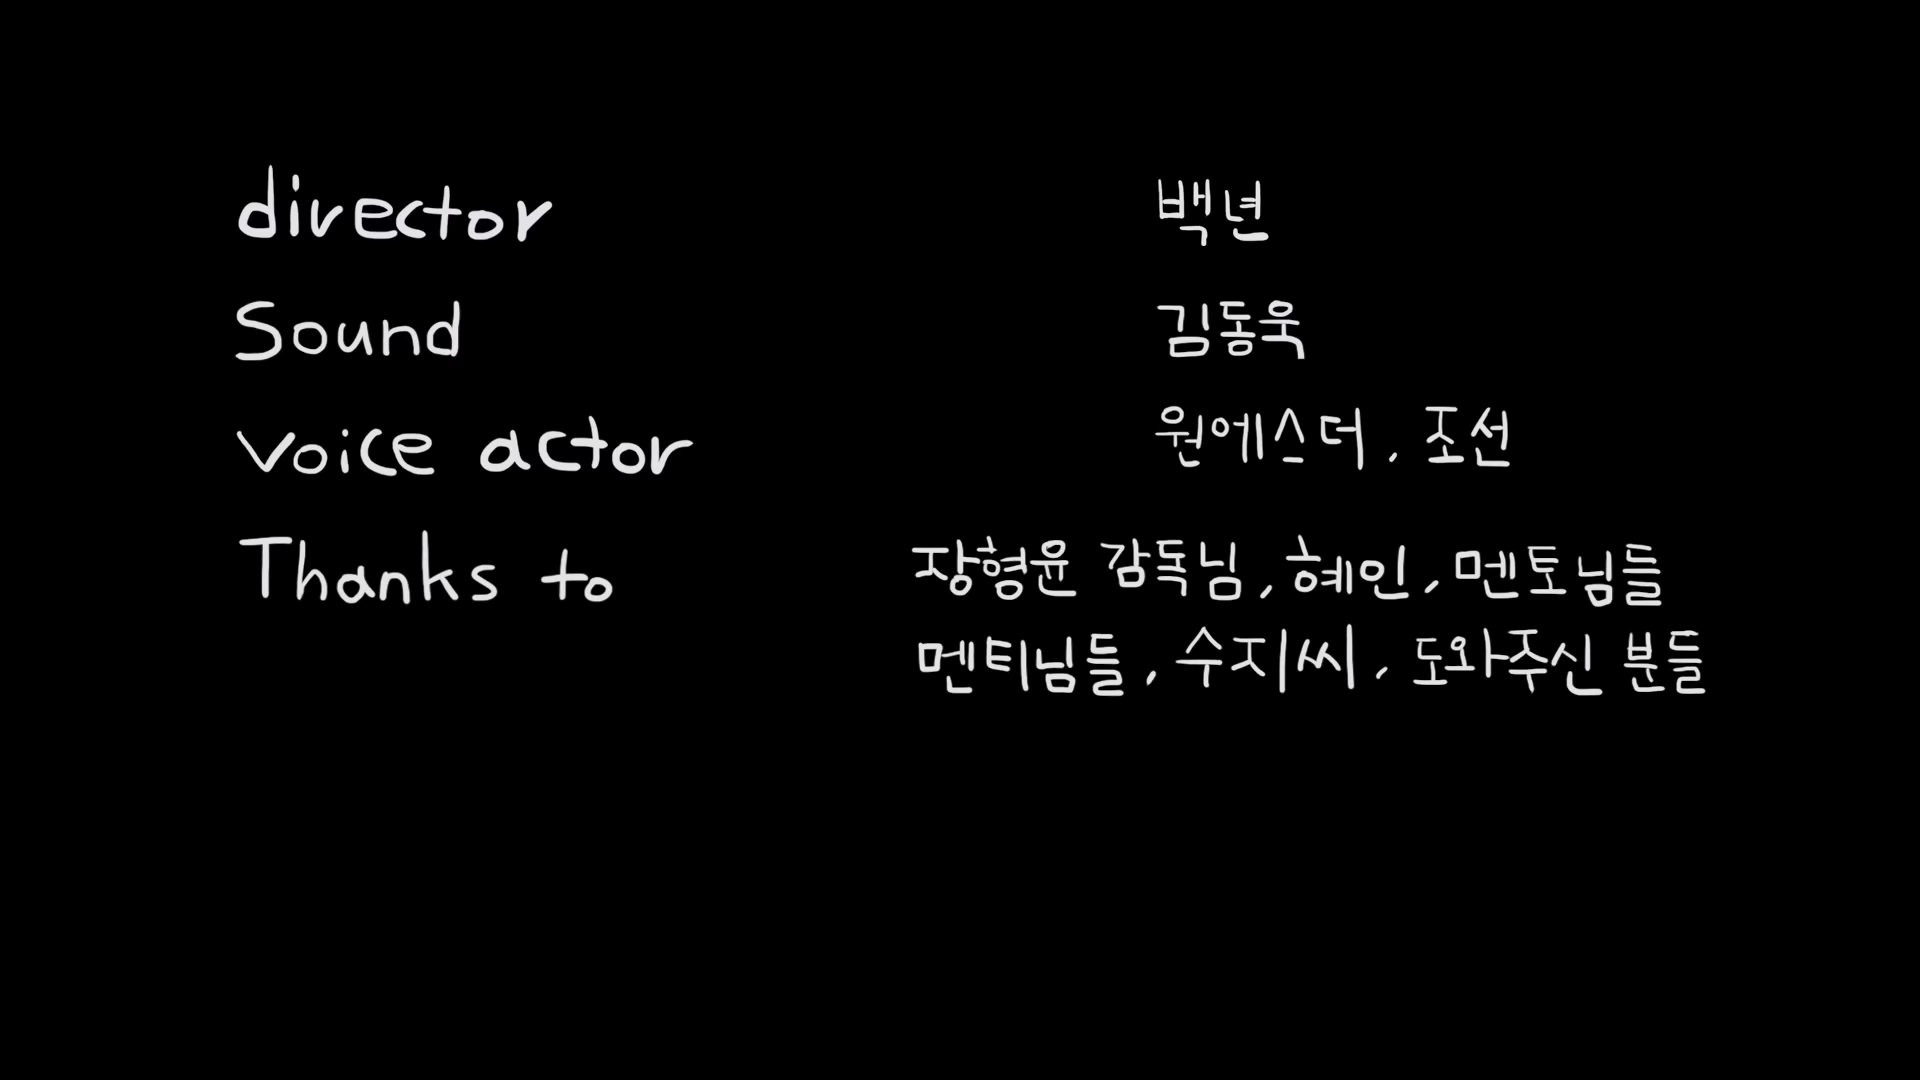 director 백년
Sound 김동욱
voice actor 원에스더, 조선
Thanks to 장형윤 감독님, 혜인, 멘토님들
멘티님들, 수지씨, 도와주신 분들